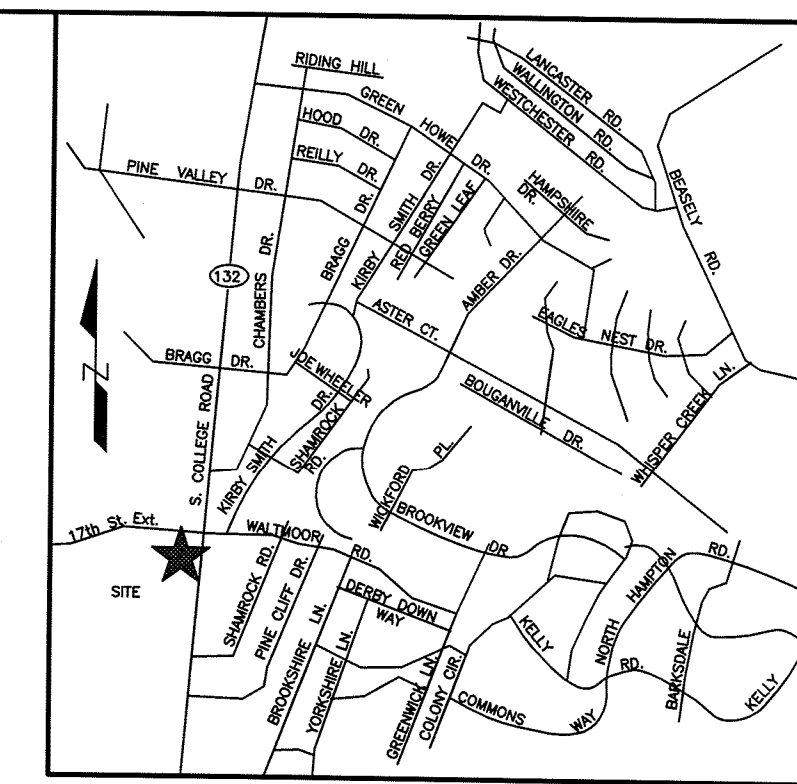 RIDING HILL
LANCASTER RD.
WALLINGTON RD.
WESTCHESTER RD.
GREEN HOWE DR.
HOOD DR.
REILLY DR.
PINE VALLEY DR.
HAMPSHIRE DR.
BEASELY RD.
BRAGG DR.
KIRBY SMITH DR.
RED BERRY
GREEN LEAF
CHAMBERS DR.
132
AMBER DR.
ASTER CT.
EAGLES NEST DR.
BRAGG DR.
JOE WHEELER
BOUGANVILLE DR.
WHISPER CREEK LN.
S. COLLEGE ROAD
KIRBY SMITH DR.
SHAMROCK RD.
WICKFORD PL.
N
17th St. Ext.
WALTMOOR RD.
BROOKVIEW DR
SITE
SHAMROCK RD.
PINE CLIFF DR.
BROOKSHIRE LN.
YORKSHIRE LN.
DERBY DOWN WAY
GREENWICK LN.
COLONY CIR.
COMMONS WAY
KELLY RD.
NORTH HAMPTON RD.
BARKSDALE
KELLY